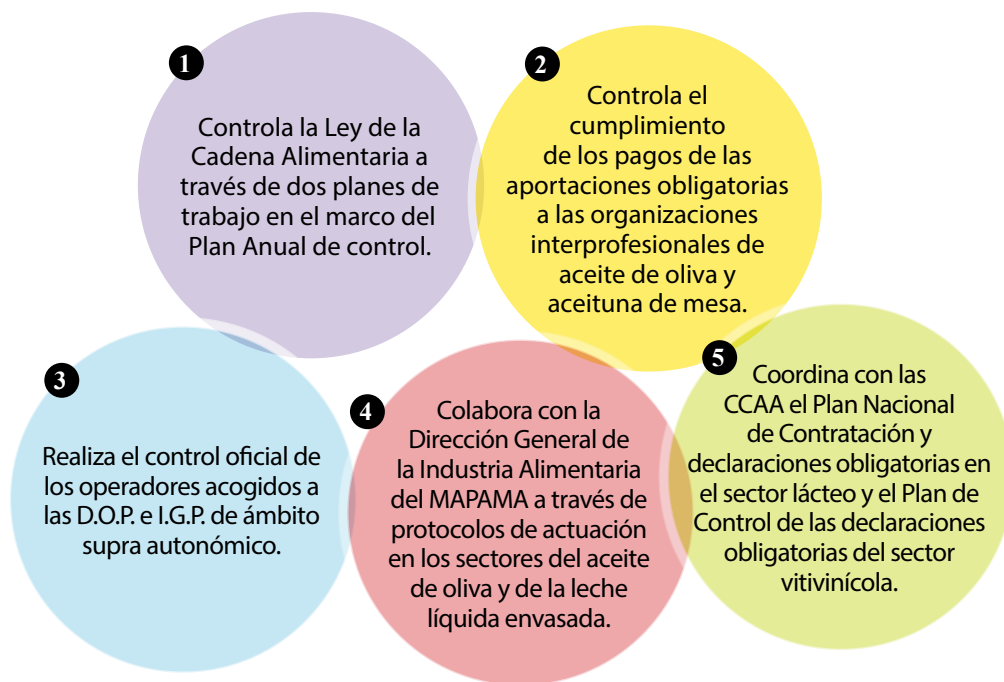 1
Controla la Ley de la
Cadena Alimentaria a
través de dos planes de
trabajo en el marco del
Plan Anual de control.
2
Controla el
cumplimiento
de los pagos de las
aportaciones obligatorias
a las organizaciones
interprofesionales de
aceite de oliva y
aceituna de mesa.
3
Realiza el control oficial de
los operadores acogidos a
las D.O.P. e I.G.P. de ámbito
supra autonómico.
4
Colabora con la
Dirección General de
la Industria Alimentaria
del MAPAMA a través de
protocolos de actuación
en los sectores del aceite
de oliva y de la leche
líquida envasada.
5
Coordina con las
CCAA el Plan Nacional
de Contratación y
declaraciones obligatorias en
el sector lácteo y el Plan de
Control de las declaraciones
obligatorias del sector
vitivinícola.